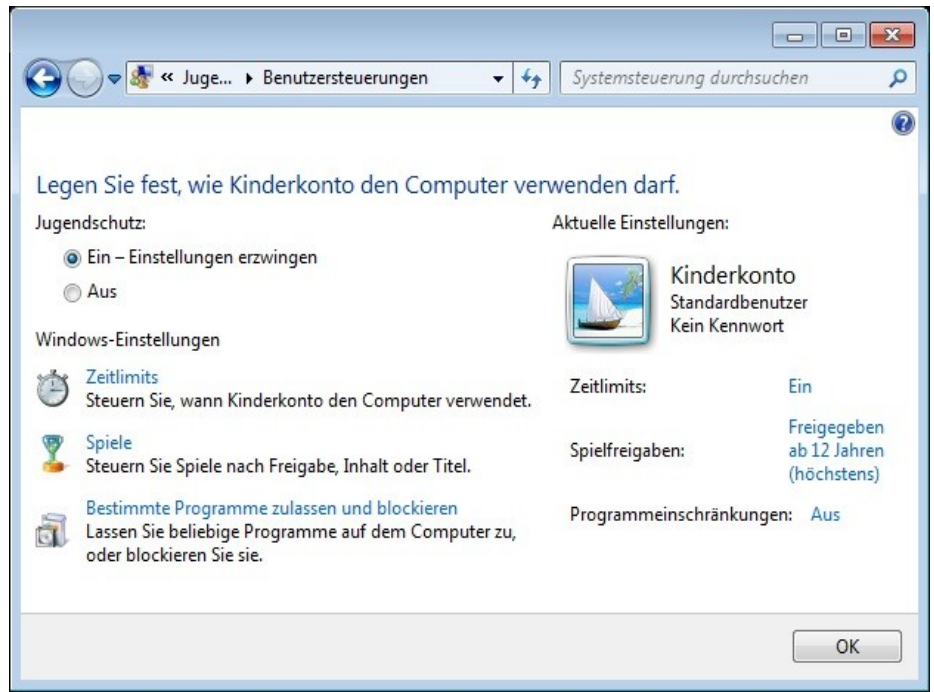 « Juge... ▸ Benutzersteuerungen
Systemsteuerung durchsuchen
Legen Sie fest, wie Kinderkonto den Computer verwenden darf.
Jugendschutz:
Ein – Einstellungen erzwingen
Aus
Windows-Einstellungen
Zeitlimits
Steuern Sie, wann Kinderkonto den Computer verwendet.
Spiele
Steuern Sie Spiele nach Freigabe, Inhalt oder Titel.
Bestimmte Programme zulassen und blockieren
Lassen Sie beliebige Programme auf dem Computer zu,
oder blockieren Sie sie.
Aktuelle Einstellungen:
Kinderkonto
Standardbenutzer
Kein Kennwort
Zeitlimits: Ein
Spielfreigaben: Freigegeben
ab 12 Jahren
(höchstens)
Programmeinschränkungen: Aus
OK